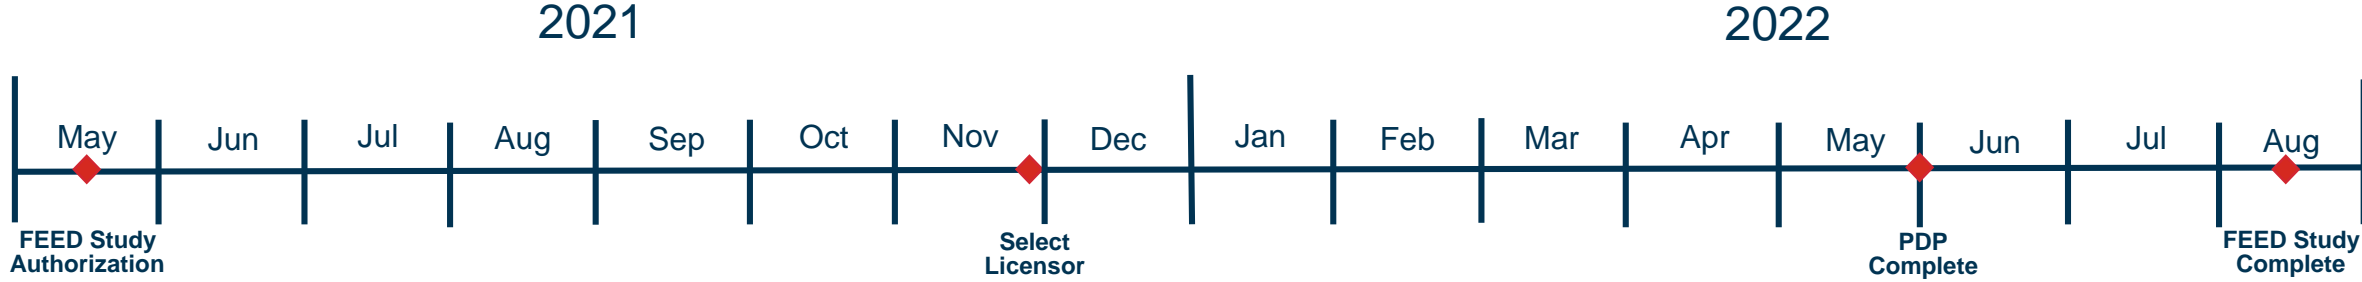 2021
2022
May
Jun
Jul
Aug
Sep
Oct
Nov
Dec
Jan
Feb
Mar
Apr
May
Jun
Jul
Aug
FEED Study
Authorization
Select
Licensor
PDP
Complete
FEED Study
Complete